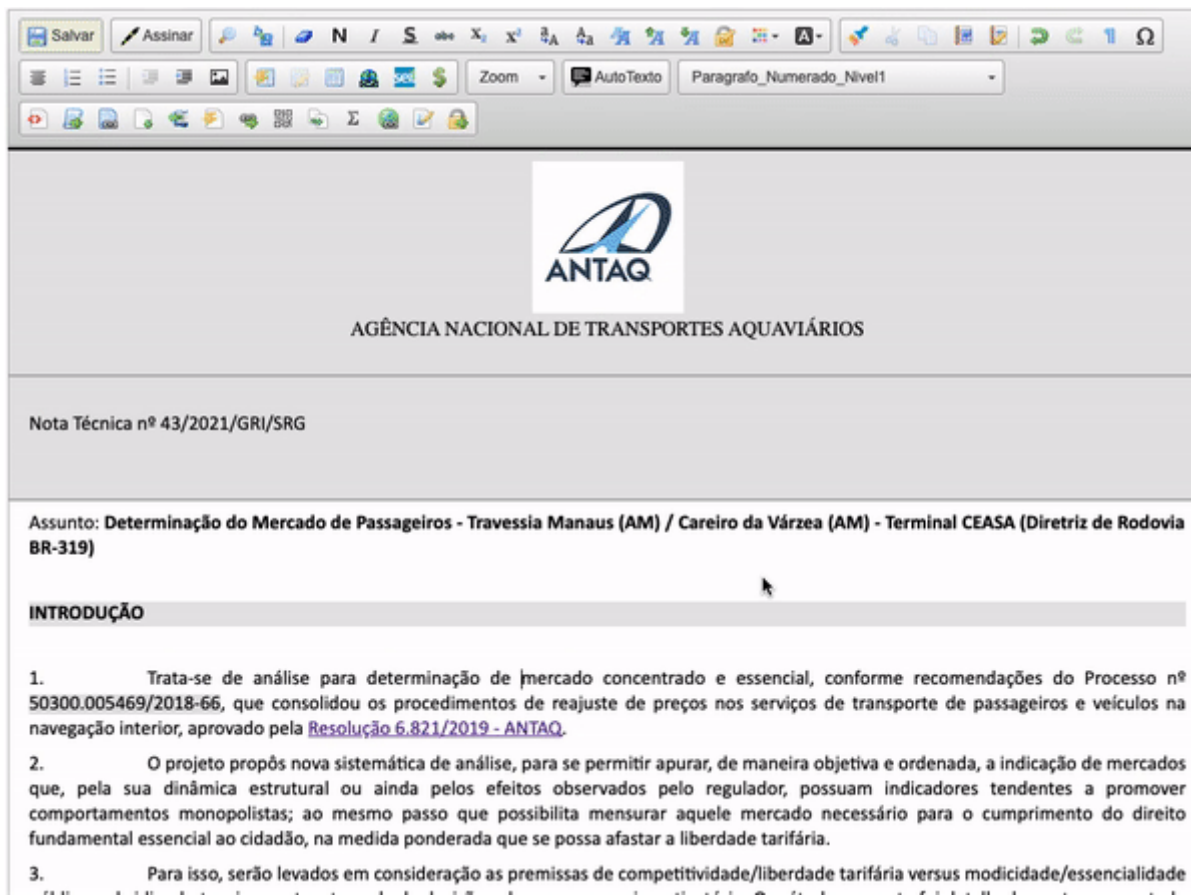 Salvar Assinar N I S abc X₂ X² Ω
Zoom AutoTexto Paragrafo_Numerado_Nivel1
Σ
ANTAQ
AGÊNCIA NACIONAL DE TRANSPORTES AQUAVIÁRIOS
Nota Técnica nº 43/2021/GRI/SRG
Assunto: Determinação do Mercado de Passageiros - Travessia Manaus (AM) / Careiro da Várzea (AM) - Terminal CEASA (Diretriz de Rodovia
BR-319)
INTRODUÇÃO
1. Trata-se de análise para determinação de mercado concentrado e essencial, conforme recomendações do Processo nº
50300.005469/2018-66, que consolidou os procedimentos de reajuste de preços nos serviços de transporte de passageiros e veículos na
navegação interior, aprovado pela Resolução 6.821/2019 - ANTAQ.
2. O projeto propôs nova sistemática de análise, para se permitir apurar, de maneira objetiva e ordenada, a indicação de mercados
que, pela sua dinâmica estrutural ou ainda pelos efeitos observados pelo regulador, possuam indicadores tendentes a promover
comportamentos monopolistas; ao mesmo passo que possibilita mensurar aquele mercado necessário para o cumprimento do direito
fundamental essencial ao cidadão, na medida ponderada que se possa afastar a liberdade tarifária.
3. Para isso, serão levados em consideração as premissas de competitividade/liberdade tarifária versus modicidade/essencialidade